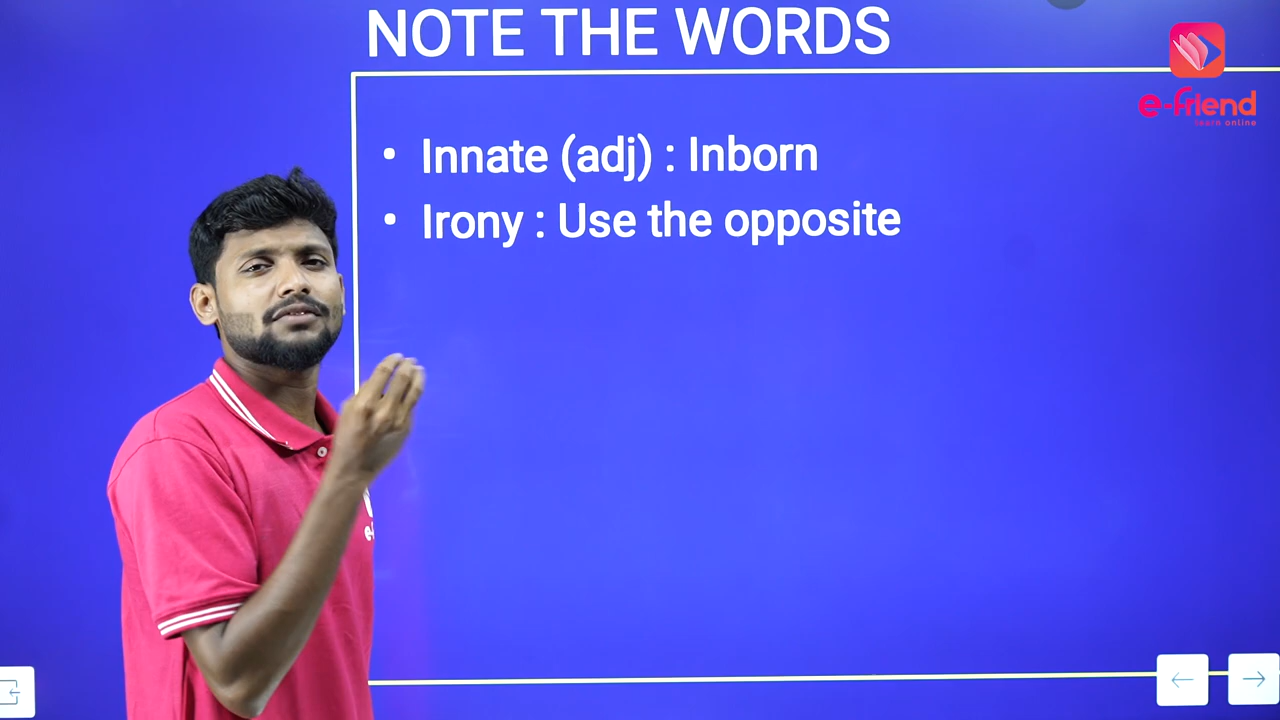 NOTE THE WORDS
e-friend
learn online
• Innate (adj) : Inborn
• Irony : Use the opposite